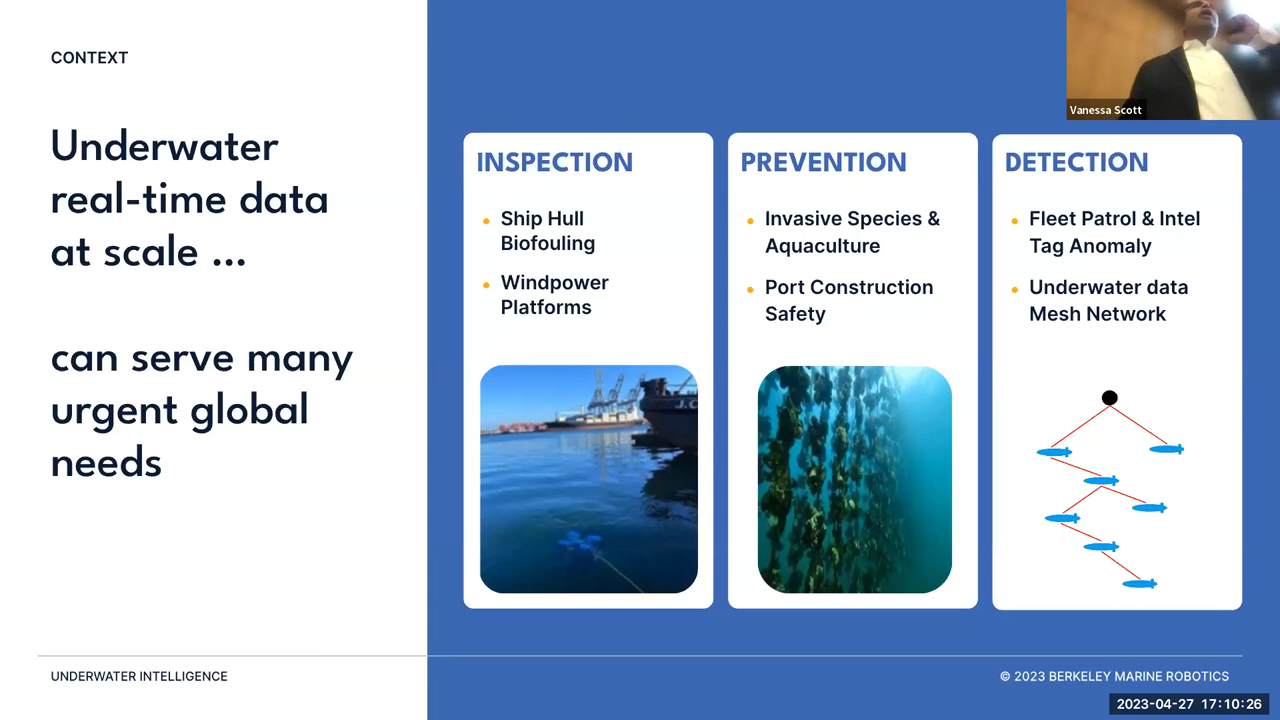 CONTEXT
Underwater
real-time data
at scale ...
can serve many
urgent global
needs
Vanessa Scott
INSPECTION
Ship Hull
Biofouling
Windpower
Platforms
PREVENTION
Invasive Species &
Aquaculture
Port Construction
Safety
DETECTION
Fleet Patrol & Intel
Tag Anomaly
Underwater data
Mesh Network
J.C
UNDERWATER INTELLIGENCE
© 2023 BERKELEY MARINE ROBOTICS
2023-04-27 17:10:26